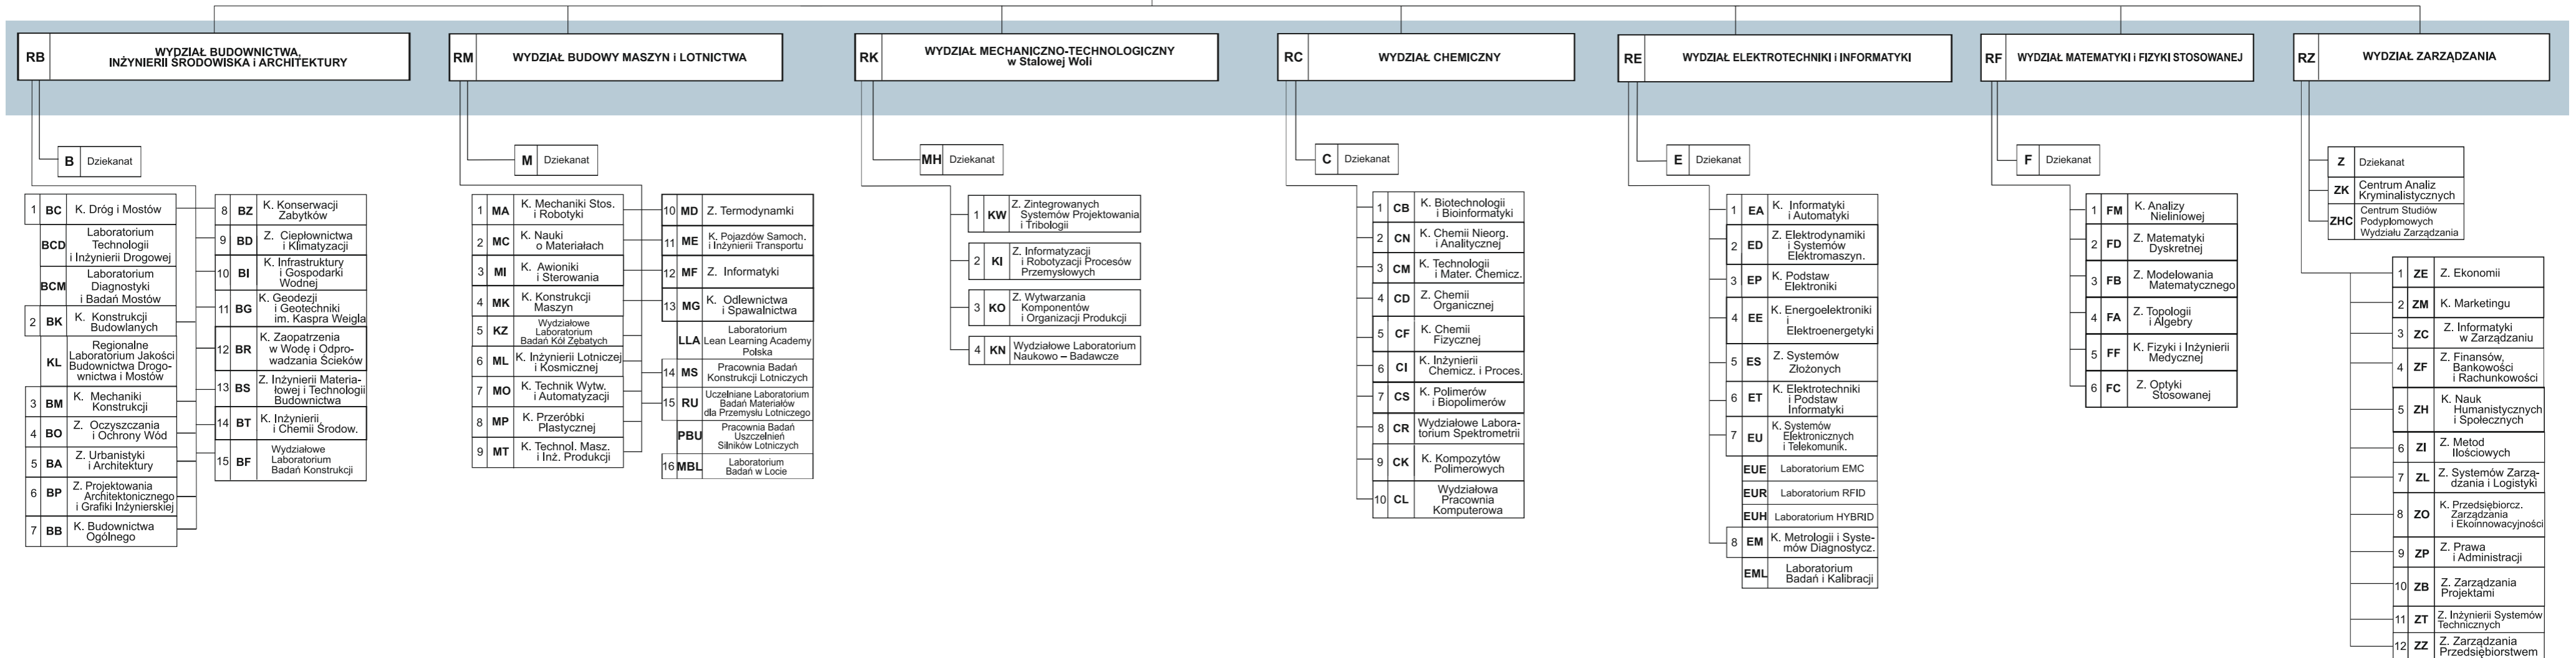 RB
WYDZIAŁ BUDOWNICTWA,
INŻYNIERII ŚRODOWISKA i ARCHITEKTURY
B Dziekanat
1 BC K. Dróg i Mostów
BCD Laboratorium
Technologii
i Inżynierii Drogowej
BCM Laboratorium
Diagnostyki
i Badań Mostów
2 BK K. Konstrukcji
Budowlanych
KL Regionalne
Laboratorium Jakości
Budownictwa Drogo-
wnictwa i Mostów
3 BM K. Mechaniki
Konstrukcji
4 BO Z. Oczyszczania
i Ochrony Wód
5 BA Z. Urbanistyki
i Architektury
6 BP Z. Projektowania
Architektonicznego
i Grafiki Inżynierskiej
7 BB K. Budownictwa
Ogólnego
8 BZ K. Konserwacji
Zabytków
9 BD Z. Ciepłownictwa
i Klimatyzacji
10 BI K. Infrastruktury
i Gospodarki
Wodnej
11 BG K. Geodezji
i Geotechniki
im. Kaspra Weigla
12 BR K. Zaopatrzenia
w Wodę i Odpro-
wadzania Ścieków
13 BS Z. Inżynierii Materia-
łowej i Technologii
Budownictwa
14 BT K. Inżynierii
i Chemii Środow.
15 BF Wydziałowe
Laboratorium
Badań Konstrukcji
RM WYDZIAŁ BUDOWY MASZYN i LOTNICTWA
M Dziekanat
1 MA K. Mechaniki Stos.
i Robotyki
2 MC K. Nauki
o Materiałach
3 MI K. Awioniki
i Sterowania
4 MK K. Konstrukcji
Maszyn
5 KZ Wydziałowe
Laboratorium
Badań Kół Zębatych
6 ML K. Inżynierii Lotniczej
i Kosmicznej
7 MO K. Technik Wytw.
i Automatyzacji
8 MP K. Przeróbki
Plastycznej
9 MT K. Technol. Masz.
i Inż. Produkcji
10 MD Z. Termodynamki
11 ME K. Pojazdów Samoch.
i Inżynierii Transportu
12 MF Z. Informatyki
13 MG K. Odlewnictwa
i Spawalnictwa
LLA Laboratorium
Lean Learning Academy
Polska
14 MS Pracownia Badań
Konstrukcji Lotniczych
15 RU Uczelniane Laboratorium
Badań Materiałów
dla Przemysłu Lotniczego
PBU Pracownia Badań
Uszczelnień
Silników Lotniczych
16 MBL Laboratorium
Badań w Locie
RK WYDZIAŁ MECHANICZNO-TECHNOLOGICZNY
w Stalowej Woli
MH Dziekanat
1 KW Z. Zintegrowanych
Systemów Projektowania
i Tribologii
2 KI Z. Informatyzacji
i Robotyzacji Procesów
Przemysłowych
3 KO Z. Wytwarzania
Komponentów
i Organizacji Produkcji
4 KN Wydziałowe Laboratorium
Naukowo – Badawcze
RC WYDZIAŁ CHEMICZNY
C Dziekanat
1 CB K. Biotechnologii
i Bioinformatyki
2 CN K. Chemii Nieorg.
i Analitycznej
3 CM K. Technologii
i Mater. Chemicz.
4 CD Z. Chemii
Organicznej
5 CF K. Chemii
Fizycznej
6 CI K. Inżynierii
Chemicz. i Proces.
7 CS K. Polimerów
i Biopolimerów
8 CR Wydziałowe Labora-
torium Spektrometrii
9 CK K. Kompozytów
Polimerowych
10 CL Wydziałowa
Pracownia
Komputerowa
RE WYDZIAŁ ELEKTROTECHNIKI i INFORMATYKI
E Dziekanat
1 EA K. Informatyki
i Automatyki
2 ED Z. Elektrodynamiki
i Systemów
Elektromaszyn.
3 EP K. Podstaw
Elektroniki
4 EE K. Energoelektroniki
i
Elektroenergetyki
5 ES Z. Systemów
Złożonych
6 ET K. Elektrotechniki
i Podstaw
Informatyki
7 EU K. Systemów
Elektronicznych
i Telekomunik.
EUE Laboratorium EMC
EUR Laboratorium RFID
EUH Laboratorium HYBRID
8 EM K. Metrologii i Syste-
mów Diagnostycz.
EML Laboratorium
Badań i Kalibracji
RF WYDZIAŁ MATEMATYKI i FIZYKI STOSOWANEJ
F Dziekanat
1 FM K. Analizy
Nieliniowej
2 FD Z. Matematyki
Dyskretnej
3 FB Z. Modelowania
Matematycznego
4 FA Z. Topologii
i Algebry
5 FF K. Fizyki i Inżynierii
Medycznej
6 FC Z. Optyki
Stosowanej
RZ WYDZIAŁ ZARZĄDZANIA
Z Dziekanat
ZK Centrum Analiz
Kryminalistycznych
ZHC Centrum Studiów
Podyplomowych
Wydziału Zarządzania
1 ZE Z. Ekonomii
2 ZM K. Marketingu
3 ZC Z. Informatyki
w Zarządzaniu
4 ZF Z. Finansów,
Bankowości
i Rachunkowości
5 ZH K. Nauk
Humanistycznych
i Społecznych
6 ZI Z. Metod
Ilościowych
7 ZL Z. Systemów Zarzą-
dzania i Logistyki
8 ZO K. Przedsiębiorcz.
Zarządzania
i Ekoinnowacyjności
9 ZP Z. Prawa
i Administracji
10 ZB Z. Zarządzania
Projektami
11 ZT Z. Inżynierii Systemów
Technicznych
12 ZZ Z. Zarządzania
Przedsiębiorstwem